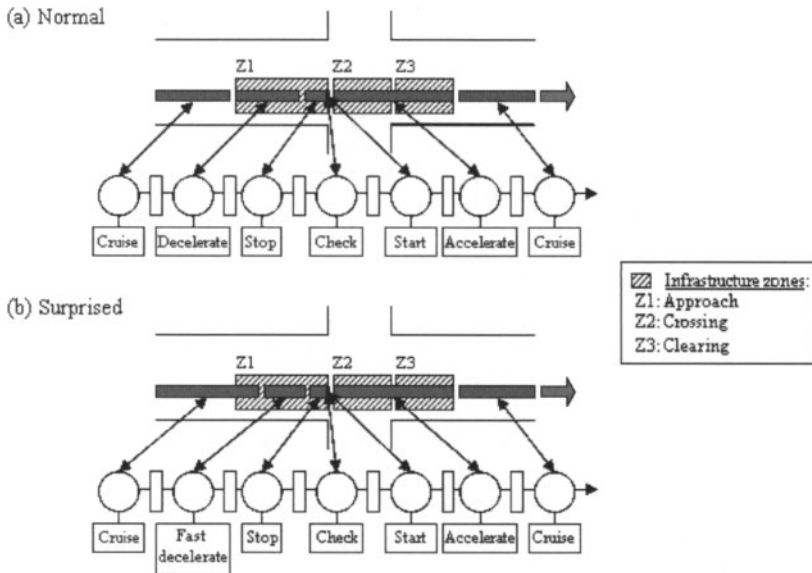 (a) Normal
Z1 Z2 Z3
Cruise Decelerate Stop Check Start Accelerate Cruise
Infrastructure zones:
Z1: Approach
Z2: Crossing
Z3: Clearing
(b) Surprised
Z1 Z2 Z3
Cruise Fast decelerate Stop Check Start Accelerate Cruise